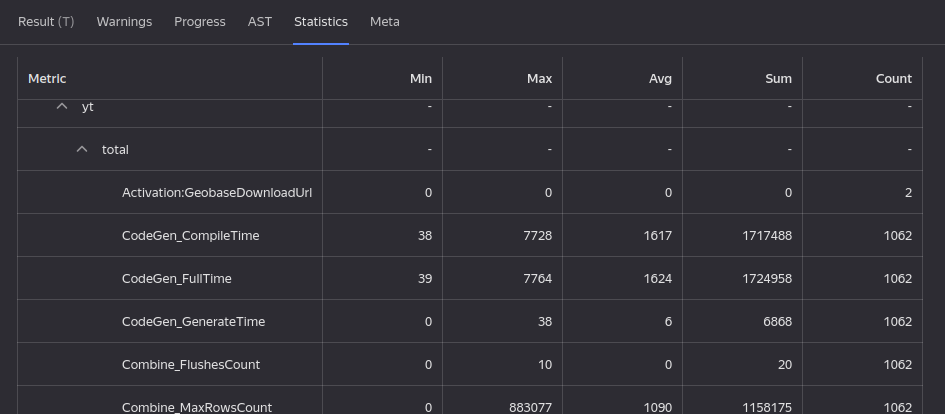 Result (T) Warnings Progress AST Statistics Meta
Metric Min Max Avg Sum Count
yt - - - - -
total - - - - -
Activation:GeobaseDownloadUrl 0 0 0 0 2
CodeGen_CompileTime 38 7728 1617 1717488 1062
CodeGen_FullTime 39 7764 1624 1724958 1062
CodeGen_GenerateTime 0 38 6 6868 1062
Combine_FlushesCount 0 10 0 20 1062
Combine_MaxRowsCount 0 883077 1090 1158175 1062